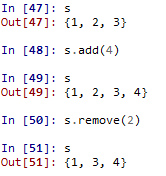 In [47]: s
Out[47]: {1, 2, 3}
In [48]: s.add(4)
In [49]: s
Out[49]: {1, 2, 3, 4}
In [50]: s.remove(2)
In [51]: s
Out[51]: {1, 3, 4}